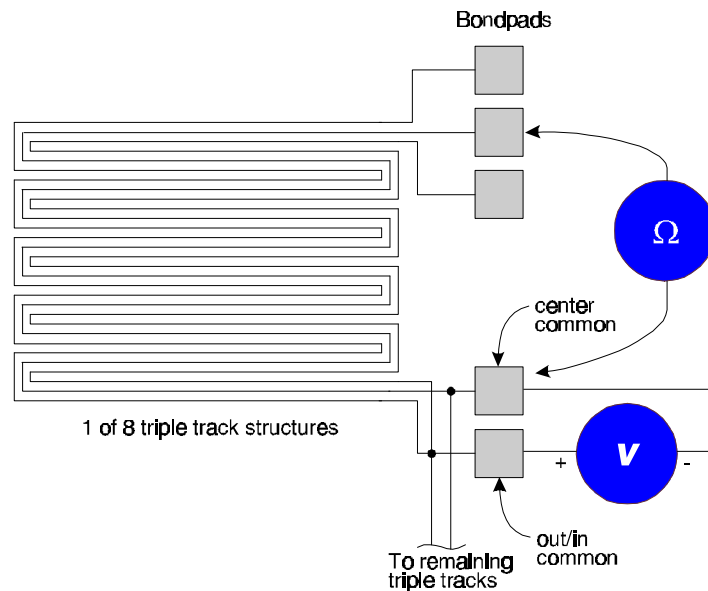 Bondpads
Ω
center
common
1 of 8 triple track structures
+
V
-
out/in
common
To remaining
triple tracks